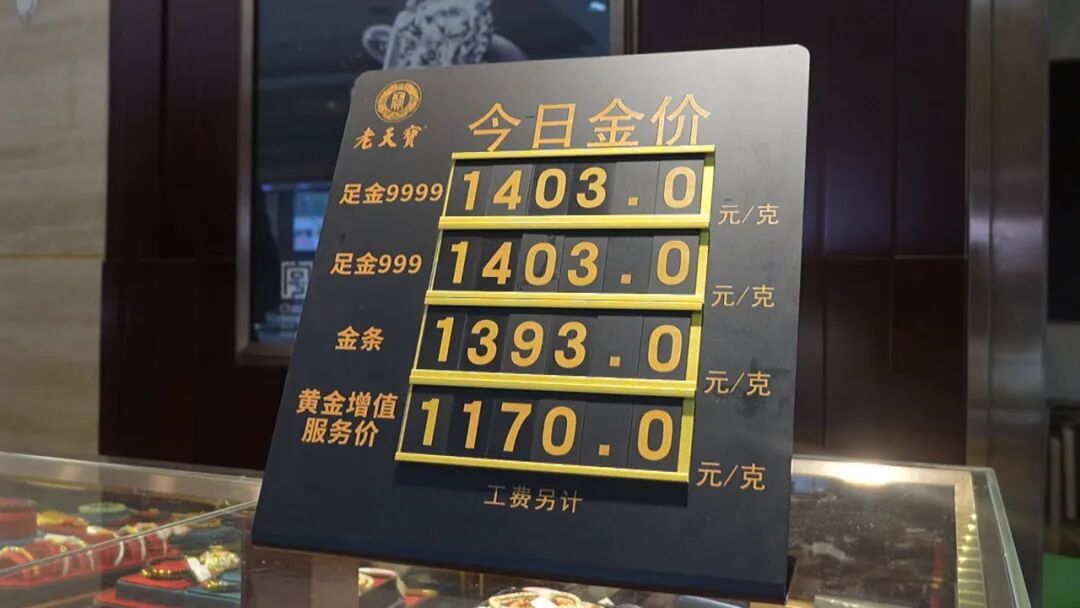 老天寶
今日金价
足金9999 1403.0 元/克
足金999 1403.0 元/克
金条 1393.0 元/克
黄金增值
服务价 1170.0 元/克
工费另计